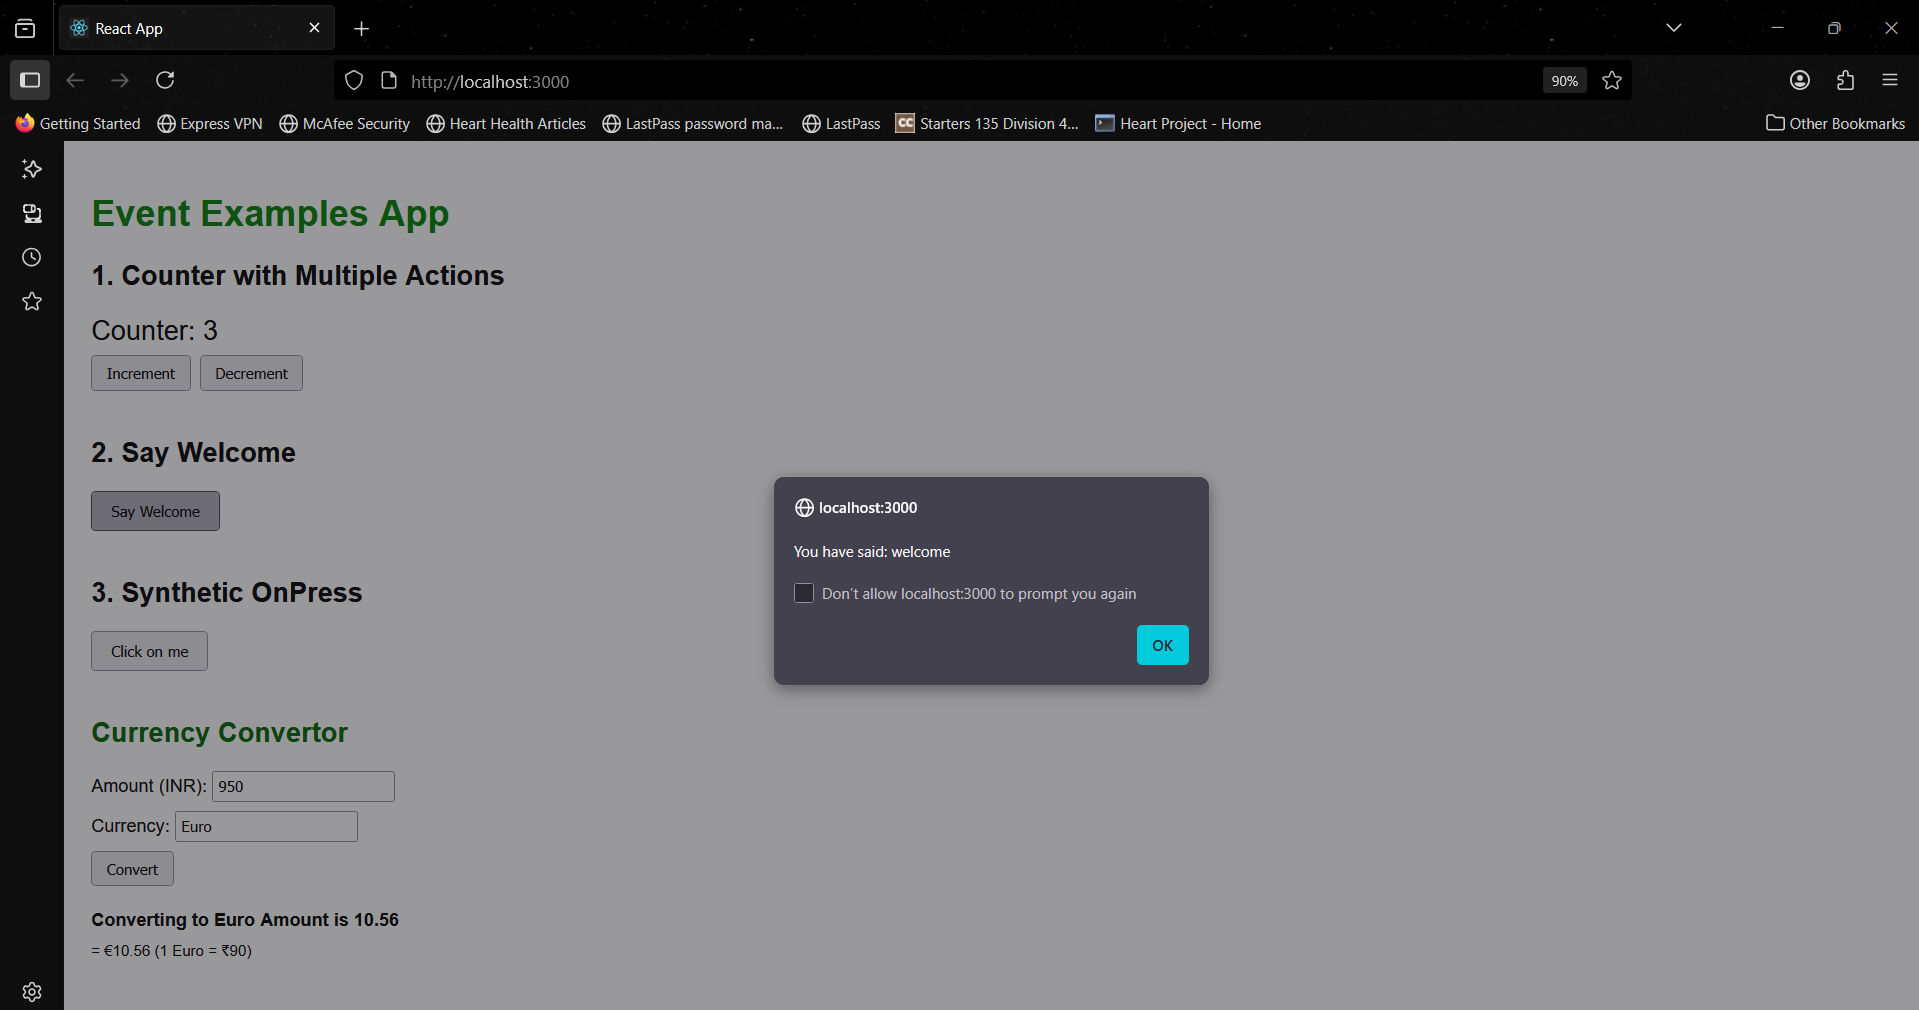 React App
http://localhost:3000
90%
Getting Started
Express VPN
McAfee Security
Heart Health Articles
LastPass password ma...
LastPass
CC
Starters 135 Division 4...
Heart Project - Home
Other Bookmarks
Event Examples App
1. Counter with Multiple Actions
Counter: 3
Increment
Decrement
2. Say Welcome
Say Welcome
localhost:3000
You have said: welcome
Don't allow localhost:3000 to prompt you again
OK
3. Synthetic OnPress
Click on me
Currency Convertor
Amount (INR): 950
Currency: Euro
Convert
Converting to Euro Amount is 10.56
= €10.56 (1 Euro = ₹90)